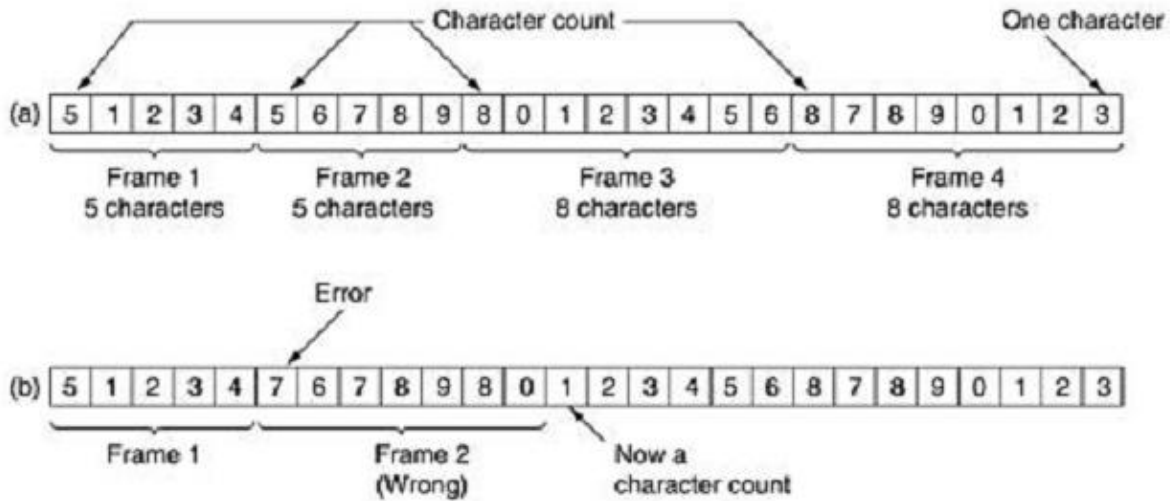 Character count
One character
(a) 5 1 2 3 4 5 6 7 8 9 8 0 1 2 3 4 5 6 8 7 8 9 0 1 2 3
Frame 1 Frame 2 Frame 3 Frame 4
5 characters 5 characters 8 characters 8 characters
Error
(b) 5 1 2 3 4 7 6 7 8 9 8 0 1 2 3 4 5 6 8 7 8 9 0 1 2 3
Frame 1 Frame 2 Now a
(Wrong) character count